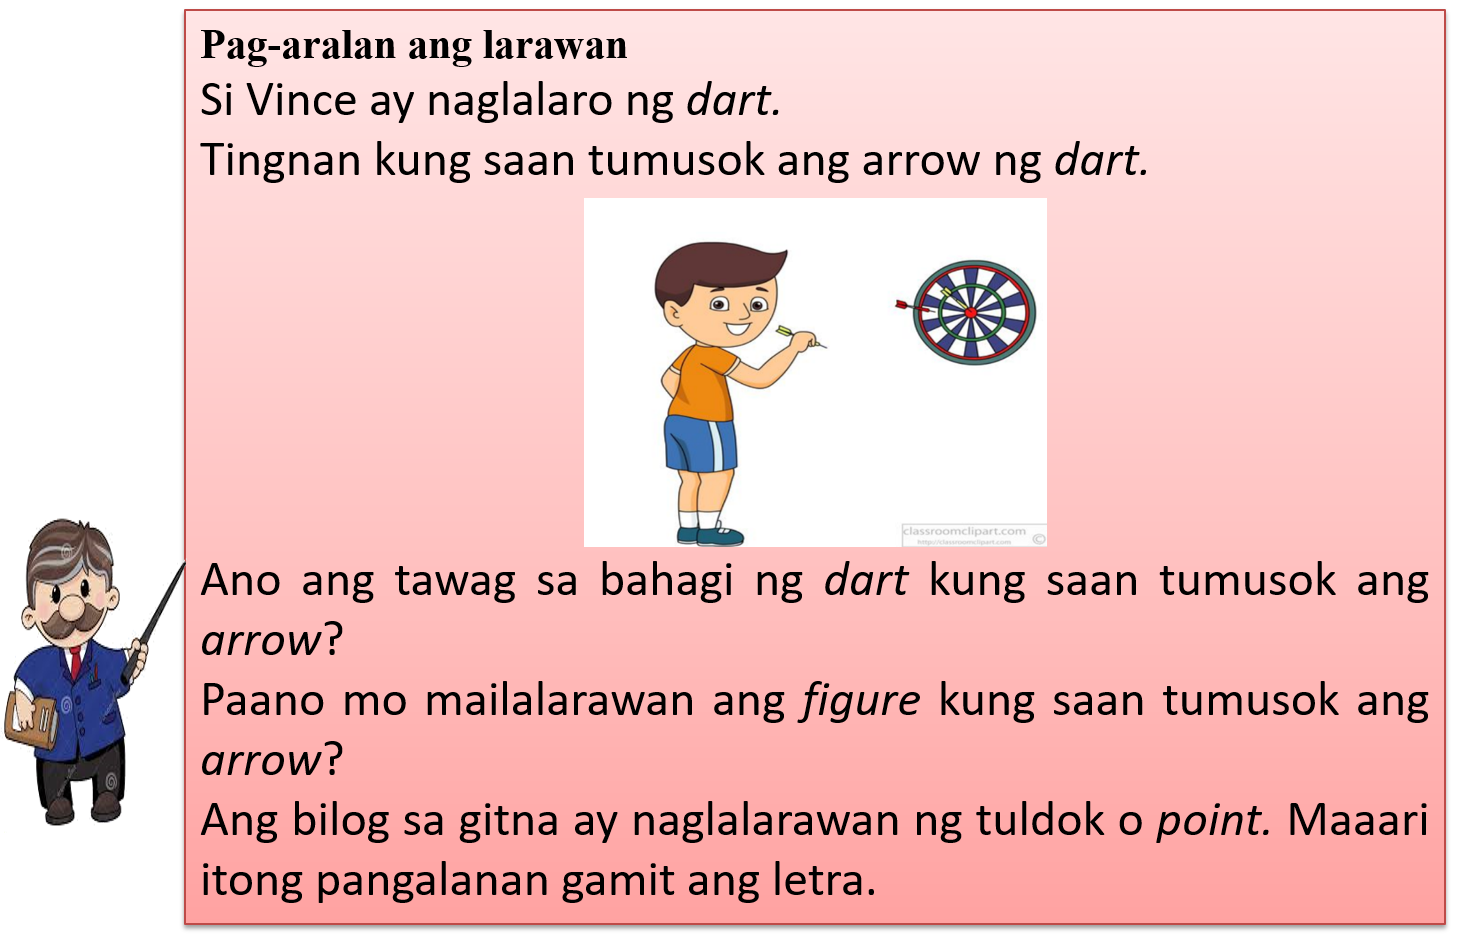 Pag-aralan ang larawan
Si Vince ay naglalaro ng dart.
Tingnan kung saan tumusok ang arrow ng dart.
classroomclipart.com
http://classroomclipart.com
©
Ano ang tawag sa bahagi ng dart kung saan tumusok ang
arrow?
Paano mo mailalarawan ang figure kung saan tumusok ang
arrow?
Ang bilog sa gitna ay naglalarawan ng tuldok o point. Maaari
itong pangalanan gamit ang letra.